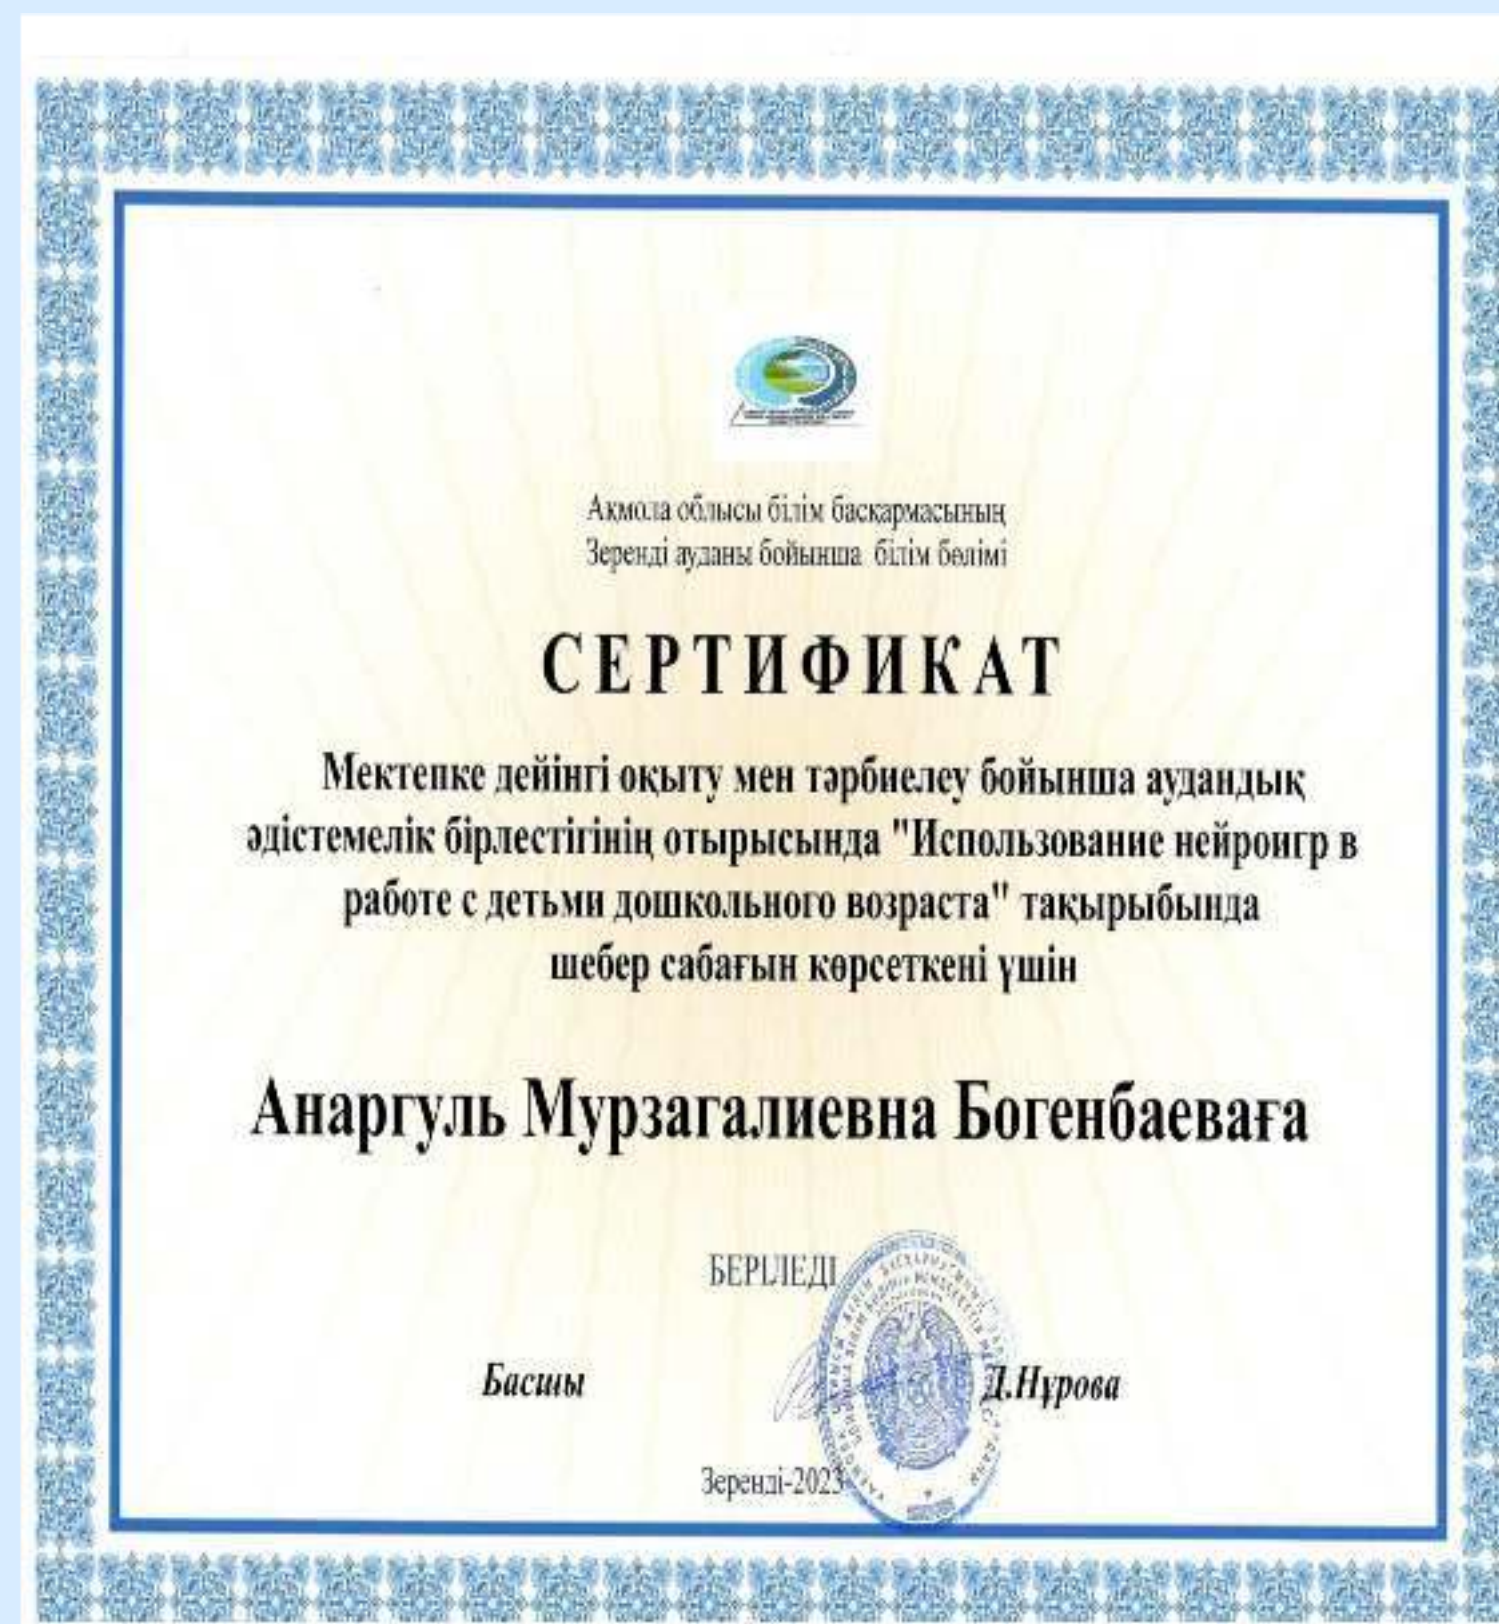 Ақмола облысы білім басқармасының
Зеренді ауданы бойынша білім бөлімі
СЕРТИФИКАТ
Мектепке дейінгі оқыту мен тәрбиелеу бойынша аудандық
әдістемелік бірлестігінің отырысында "Использование нейроигр в
работе с детьми дошкольного возраста" тақырыбында
шебер сабағын көрсеткені үшін
Анаргуль Мурзагалиевна Богенбаеваға
БЕРІЛЕДІ
Басшы Д.Нұрова
Зеренді-2023